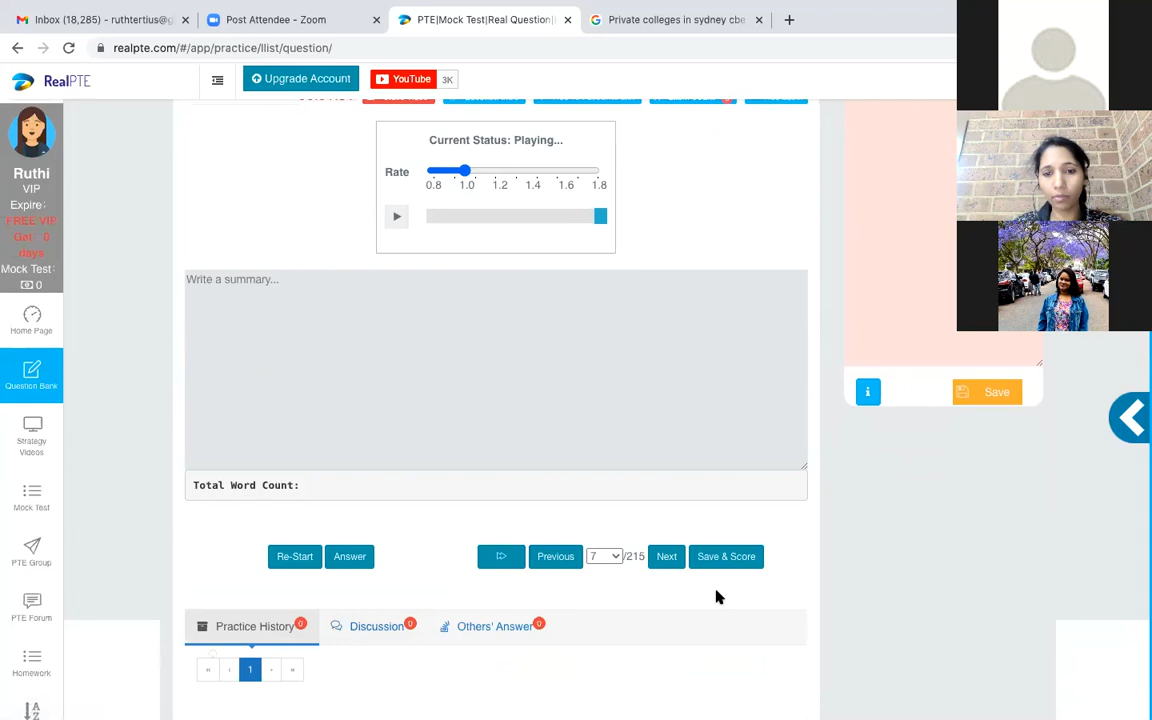 Inbox (18,285) - ruthtertius@g
Post Attendee - Zoom
PTE|Mock Test|Real Question|
Private colleges in sydney cbe
realpte.com/#/app/practice/llist/question/
RealPTE
Upgrade Account
YouTube 3K
Current Status: Playing...
Rate
0.8 1.0 1.2 1.4 1.6 1.8
Ruthi
VIP
Expire:
FREE VIP
Get: 0
days
Mock Test:
0
Home Page
Question Bank
Strategy
Videos
Mock Test
PTE Group
PTE Forum
Homework
Write a summary...
Total Word Count:
Re-Start Answer Previous 7 /215 Next Save & Score
Save
Practice History 0 Discussion 0 Others' Answer 0
« ‹ 1 › »